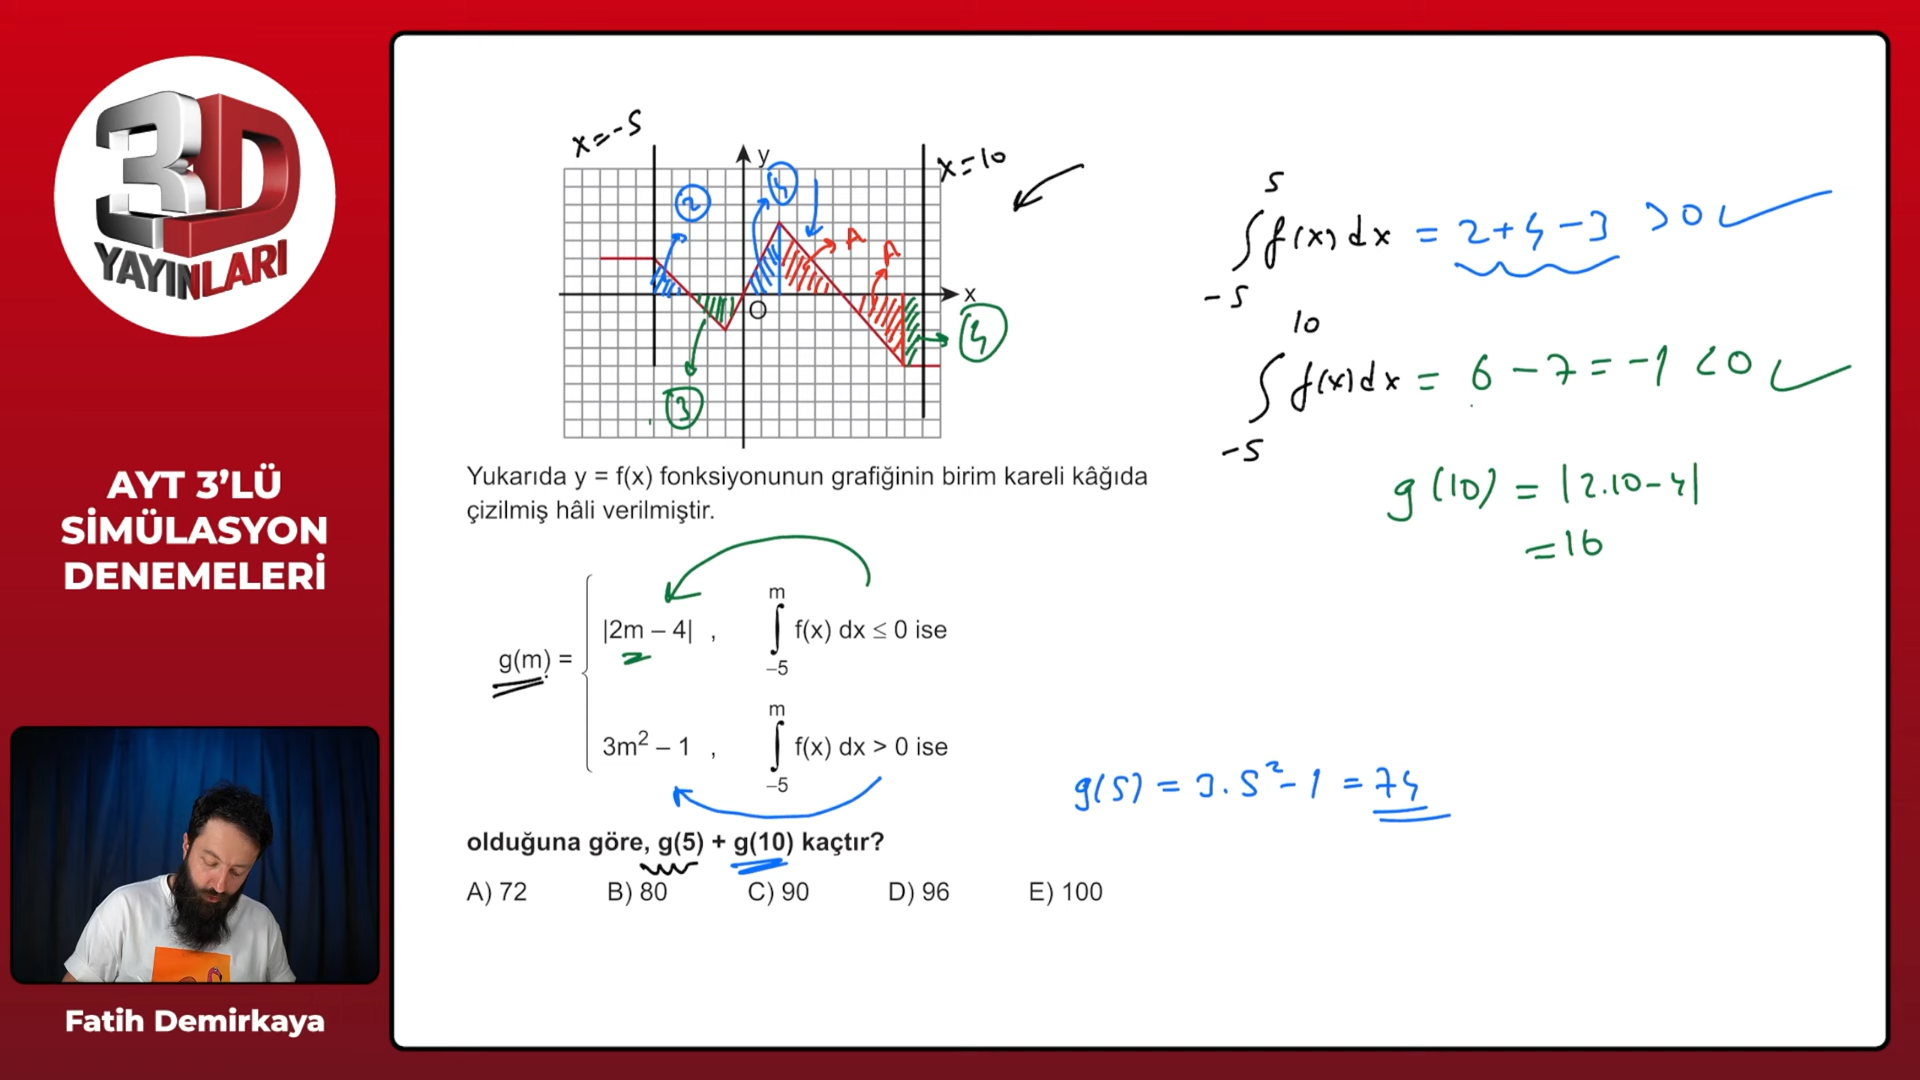 3D
YAYINLARI
AYT 3'LÜ
SİMÜLASYON
DENEMELERİ
Fatih Demirkaya
x=-5
x=10
y
x
O
2
4
A
A
3
4
Yukarıda y = f(x) fonksiyonunun grafiğinin birim kareli kâğıda
çizilmiş hâli verilmiştir.
g(m) =
|2m – 4| , ∫ₘ₋₅ f(x) dx ≤ 0 ise
3m² – 1 , ∫ₘ₋₅ f(x) dx > 0 ise
olduğuna göre, g(5) + g(10) kaçtır?
A) 72 B) 80 C) 90 D) 96 E) 100
5
∫ f(x) dx = 2+4-3 >0
-5
10
∫ f(x) dx = 6-7=-1 <0
-5
g(10) = |2.10-4|
=16
g(5) = 3.5²-1 = 74